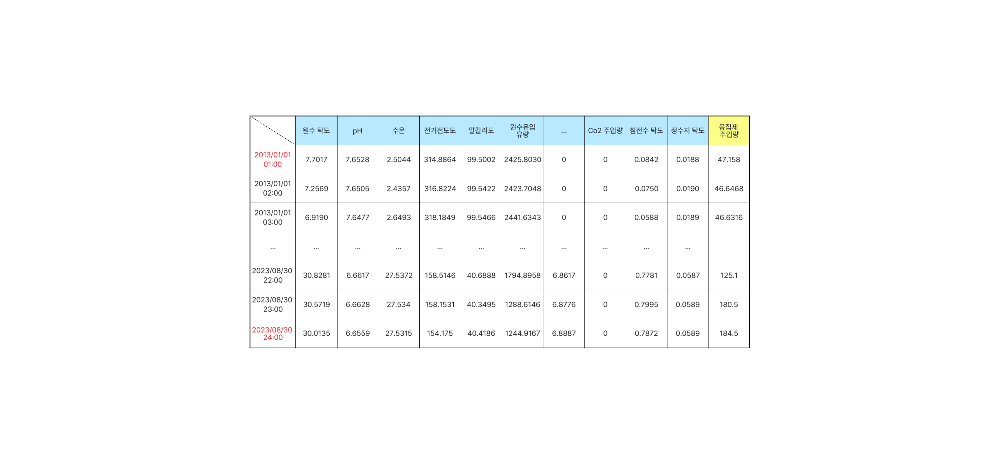 원수 탁도 pH 수온 전기전도도 알칼리도 원수유입 유량 ... Co2 주입량 침전수 탁도 정수지 탁도 응집제 주입량
2013/01/01 01:00 7.7017 7.6528 2.5044 314.8864 99.5002 2425.8030 0 0 0.0842 0.0188 47.158
2013/01/01 02:00 7.2569 7.6505 2.4357 316.8224 99.5422 2423.7048 0 0 0.0750 0.0190 46.6468
2013/01/01 03:00 6.9190 7.6477 2.6493 318.1849 99.5466 2441.6343 0 0 0.0588 0.0189 46.6316
... ... ... ... ... ... ... ... ... ... ...
2023/08/30 22:00 30.8281 6.6617 27.5372 158.5146 40.6888 1794.8958 6.8617 0 0.7781 0.0587 125.1
2023/08/30 23:00 30.5719 6.6628 27.534 158.1531 40.3495 1288.6146 6.8776 0 0.7995 0.0589 180.5
2023/08/30 24:00 30.0135 6.6559 27.5315 154.175 40.4186 1244.9167 6.8887 0 0.7872 0.0589 184.5